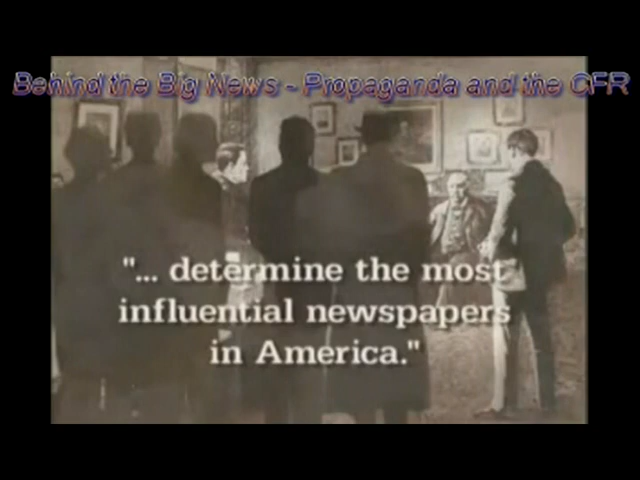 Behind the Big News - Propaganda and the CFR
"... determine the most
influential newspapers
in America."